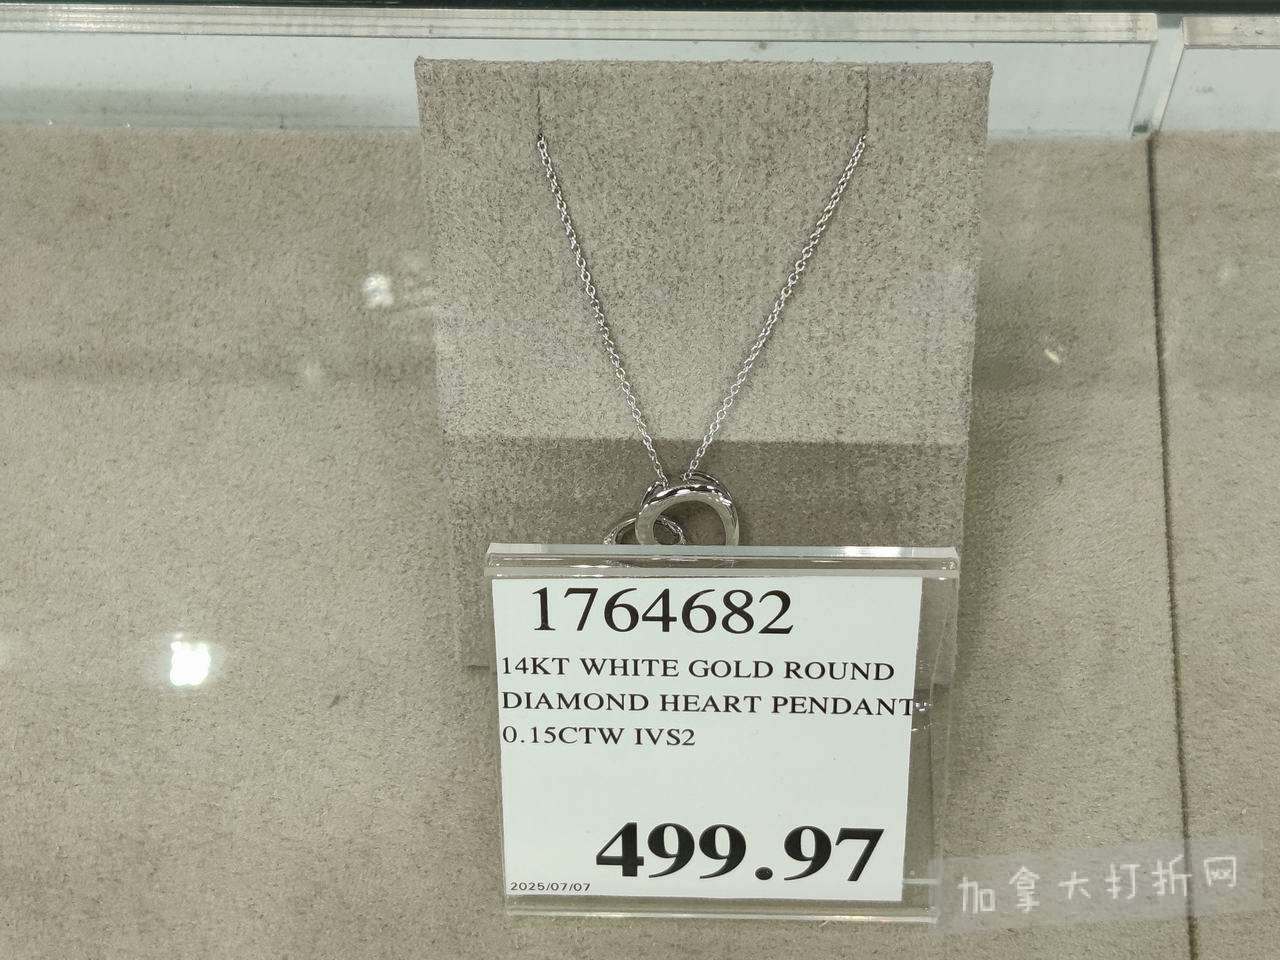 1764682
14KT WHITE GOLD ROUND
DIAMOND HEART PENDANT
0.15CTW IVS2
499.97
2025/07/07
加拿大打折网